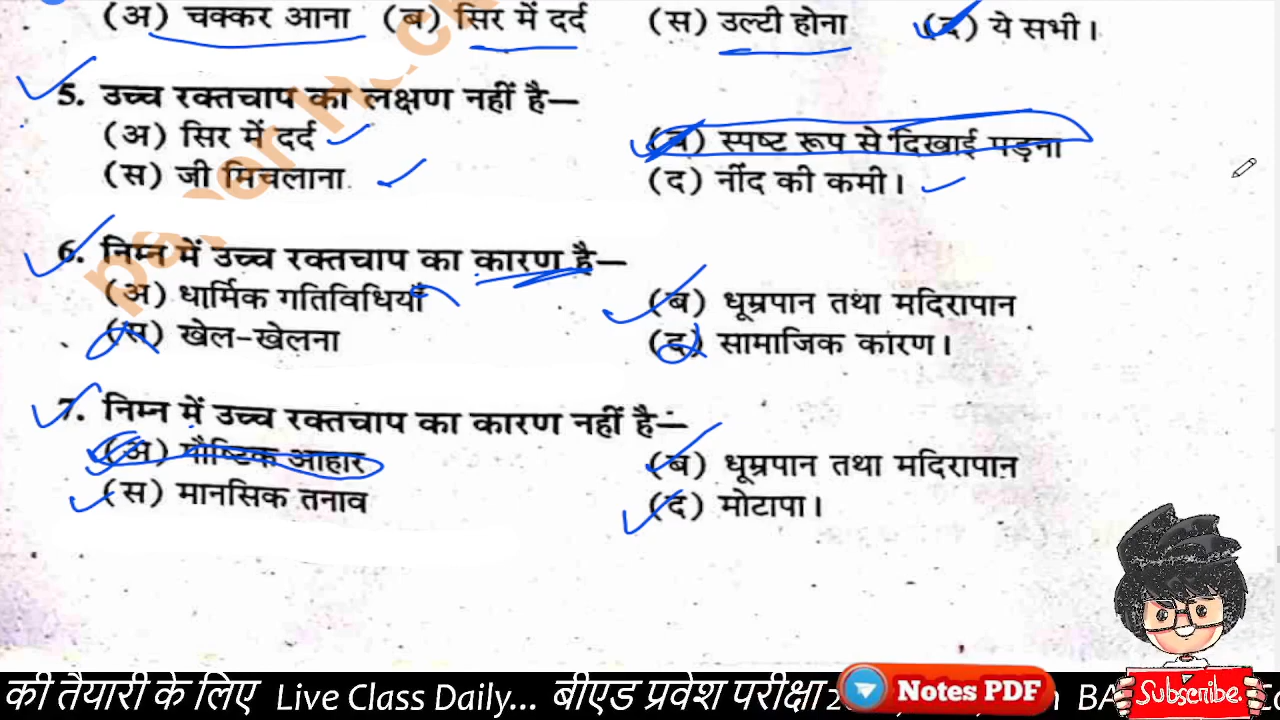 (अ) चक्कर आना (ब) सिर में दर्द (स) उल्टी होना (द) ये सभी।
5. उच्च रक्तचाप का लक्षण नहीं है—
(अ) सिर में दर्द (ब) स्पष्ट रूप से दिखाई पड़ना
(स) जी मिचलाना (द) नींद की कमी।
6. निम्न में उच्च रक्तचाप का कारण है—
(अ) धार्मिक गतिविधियाँ (ब) धूम्रपान तथा मदिरापान
(स) खेल-खेलना (द) सामाजिक कारण।
7. निम्न में उच्च रक्तचाप का कारण नहीं है—
(अ) पौष्टिक आहार (ब) धूम्रपान तथा मदिरापान
(स) मानसिक तनाव (द) मोटापा।
की तैयारी के लिए Live Class Daily... बीएड प्रवेश परीक्षा Notes PDF BA Subscribe.